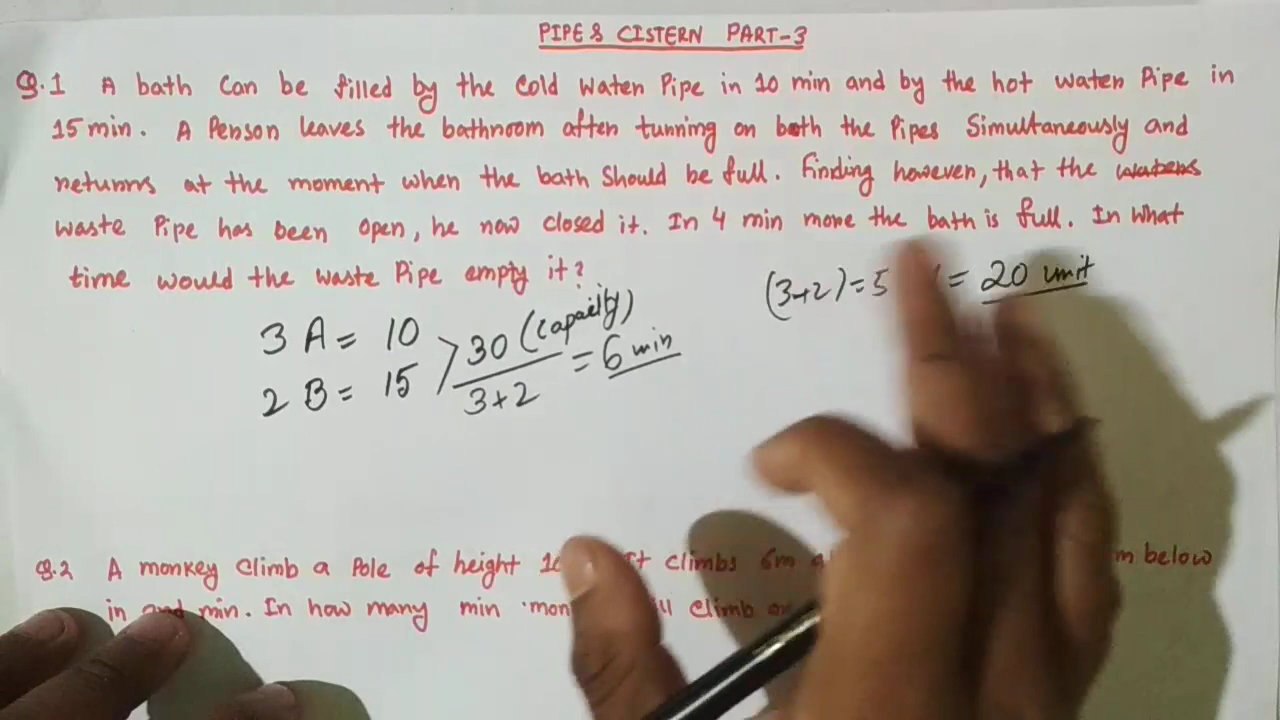 PIPE & CISTERN PART-3
Q.1 A bath Can be filled by the Cold Water Pipe in 10 min and by the hot water Pipe in
15 min. A Person leaves the bathroom after turning on both the Pipes Simultaneously and
returns at the moment when the bath Should be full. Finding however, that the waters
waste Pipe has been open, he now closed it. In 4 min more the bath is full. In what
time would the waste Pipe empty it?
(3+2)=5 = 20 unit
3 A = 10
2 B = 15
30 (Capacity)
3+2
= 6 min
Q.2 A monkey Climb a Pole of height It Climbs 6m m below
in and min. In how many min Climb